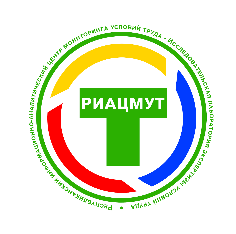 Республиканский информационно-аналитический центр мониторинга условий труда - Исследовательская лаборатория экспертизы условий труда
РИАЦМУТ